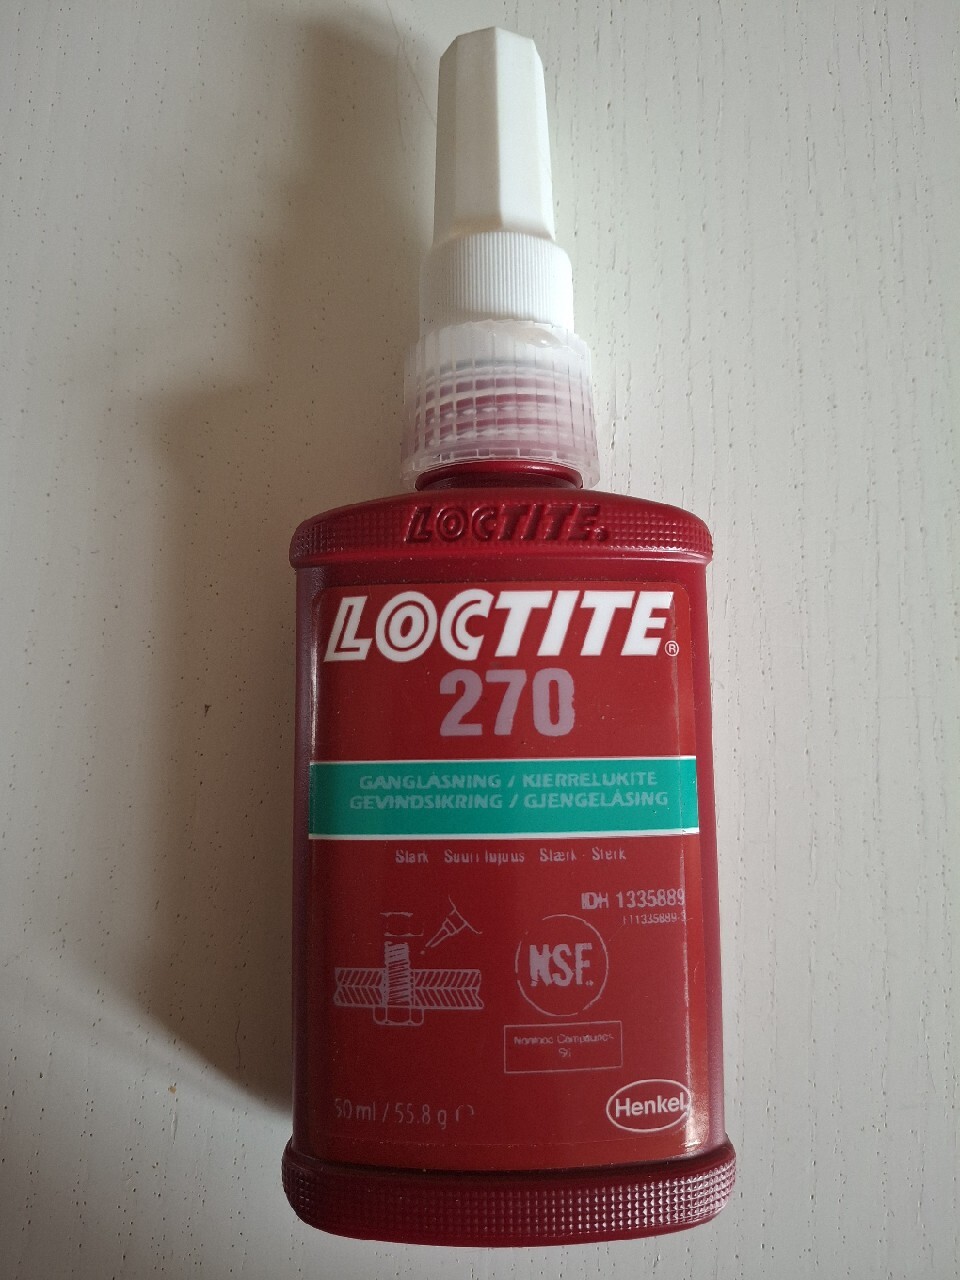 LOCTITE®
LOCTITE®
270
GÄNGLÅSNING / KIERRELUKITE
GEVINDSIKRING / GJENGELÅSING
Stark · Suuri lujuus · Stærk · Sterk
IDH 1335889
NSF
50 ml / 55.8 g ℮
Henkel